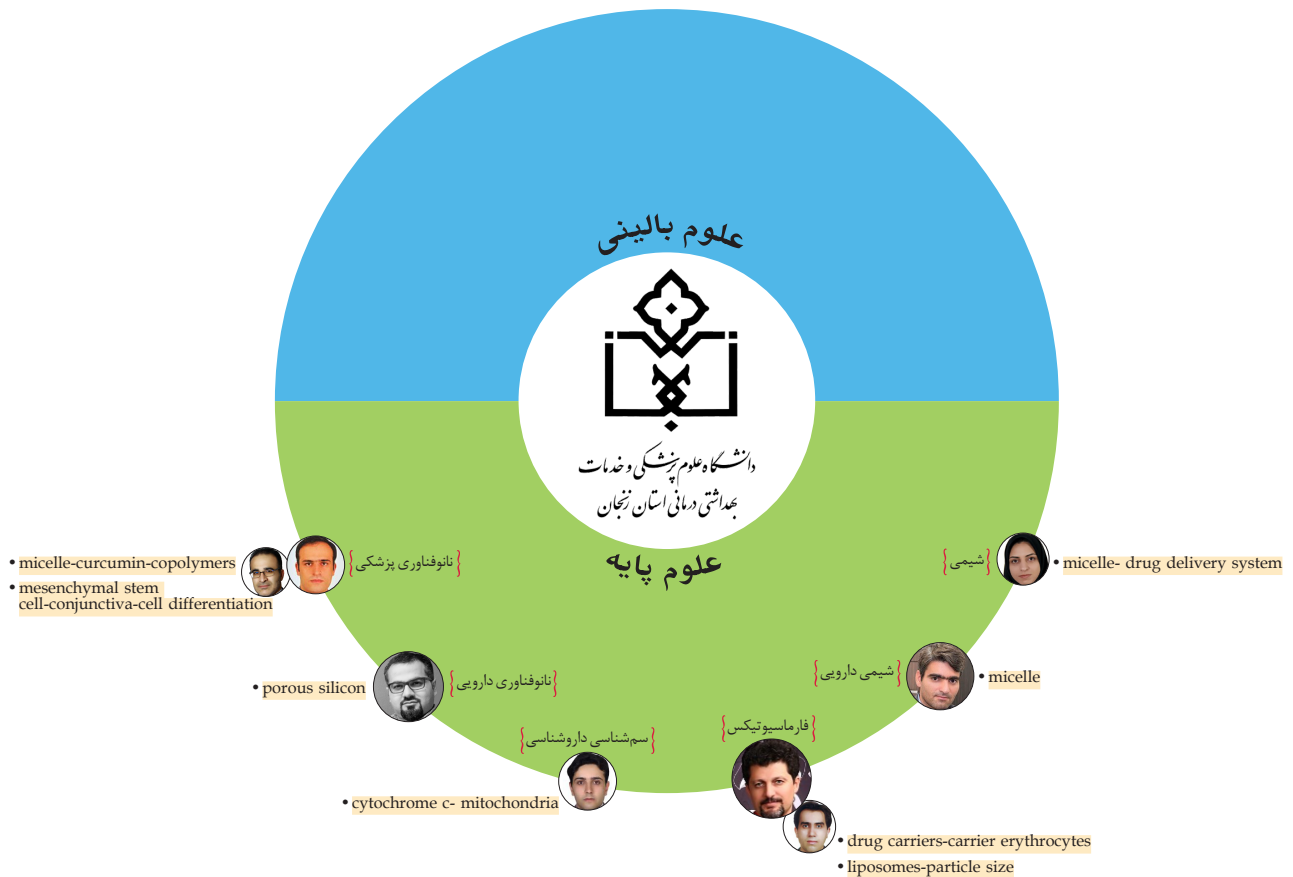 علوم بالینی
دانشگاه علوم پزشکی و خدمات
بهداشتی درمانی استان زنجان
علوم پایه
{شیمی}
• micelle- drug delivery system
{شیمی دارویی}
• micelle
{فارماسیوتیکس}
• drug carriers-carrier erythrocytes
• liposomes-particle size
{سم‌شناسی داروشناسی}
• cytochrome c- mitochondria
{نانوفناوری دارویی}
• porous silicon
{نانوفناوری پزشکی}
• micelle-curcumin-copolymers
• mesenchymal stem
cell-conjunctiva-cell differentiation